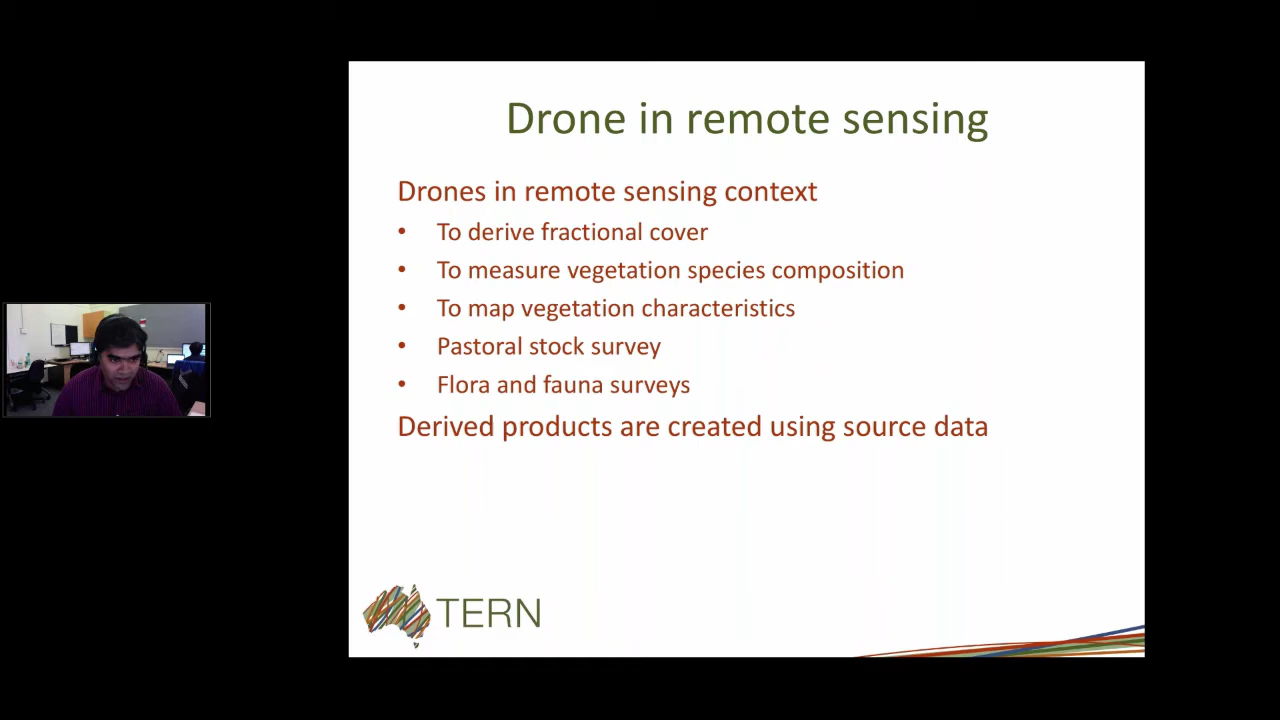 Drone in remote sensing
Drones in remote sensing context
• To derive fractional cover
• To measure vegetation species composition
• To map vegetation characteristics
• Pastoral stock survey
• Flora and fauna surveys
Derived products are created using source data
TERN